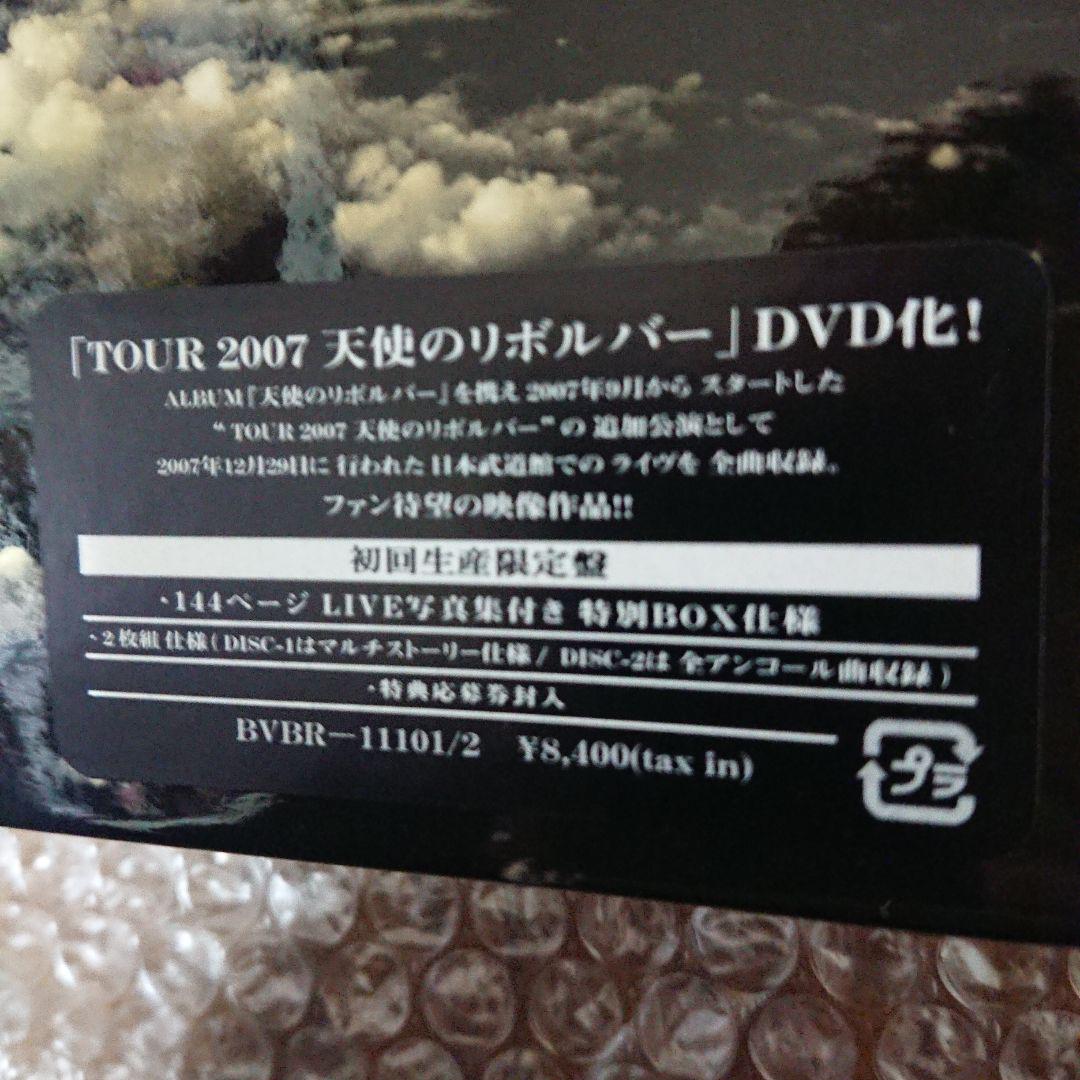 「TOUR 2007 天使のリボルバー」DVD化!
ALBUM「天使のリボルバー」を携え 2007年9月から スタートした
“TOUR 2007 天使のリボルバー”の 追加公演として
2007年12月29日に 行われた 日本武道館での ライヴを 全曲収録。
ファン待望の映像作品!!
初回生産限定盤
・144ページ LIVE写真集付き 特別BOX仕様
・2枚組 仕様(DISC-1はマルチストーリー仕様 / DISC-2は 全アンコール曲収録)
・特典応募券封入
BVBR-11101/2 ¥8,400(tax in)
プラ